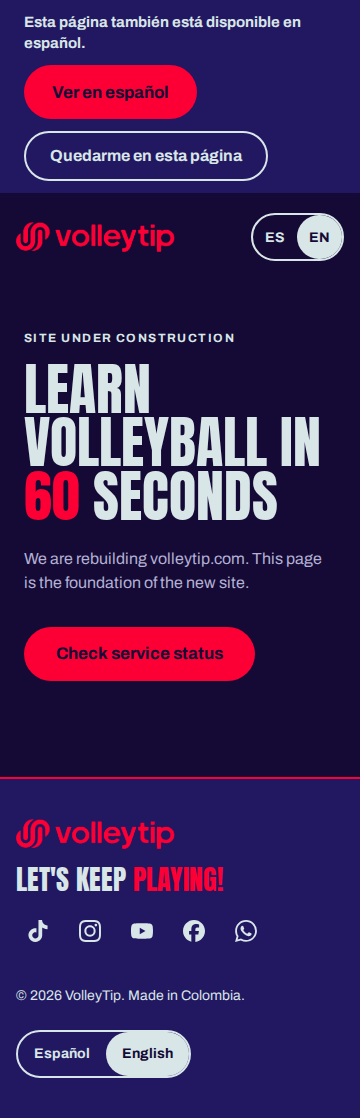 Esta página también está disponible en
español.
Ver en español
Quedarme en esta página
volleytip
ES EN
SITE UNDER CONSTRUCTION
LEARN
VOLLEYBALL IN
60 SECONDS
We are rebuilding volleytip.com. This page
is the foundation of the new site.
Check service status
volleytip
LET'S KEEP PLAYING!
© 2026 VolleyTip. Made in Colombia.
Español English